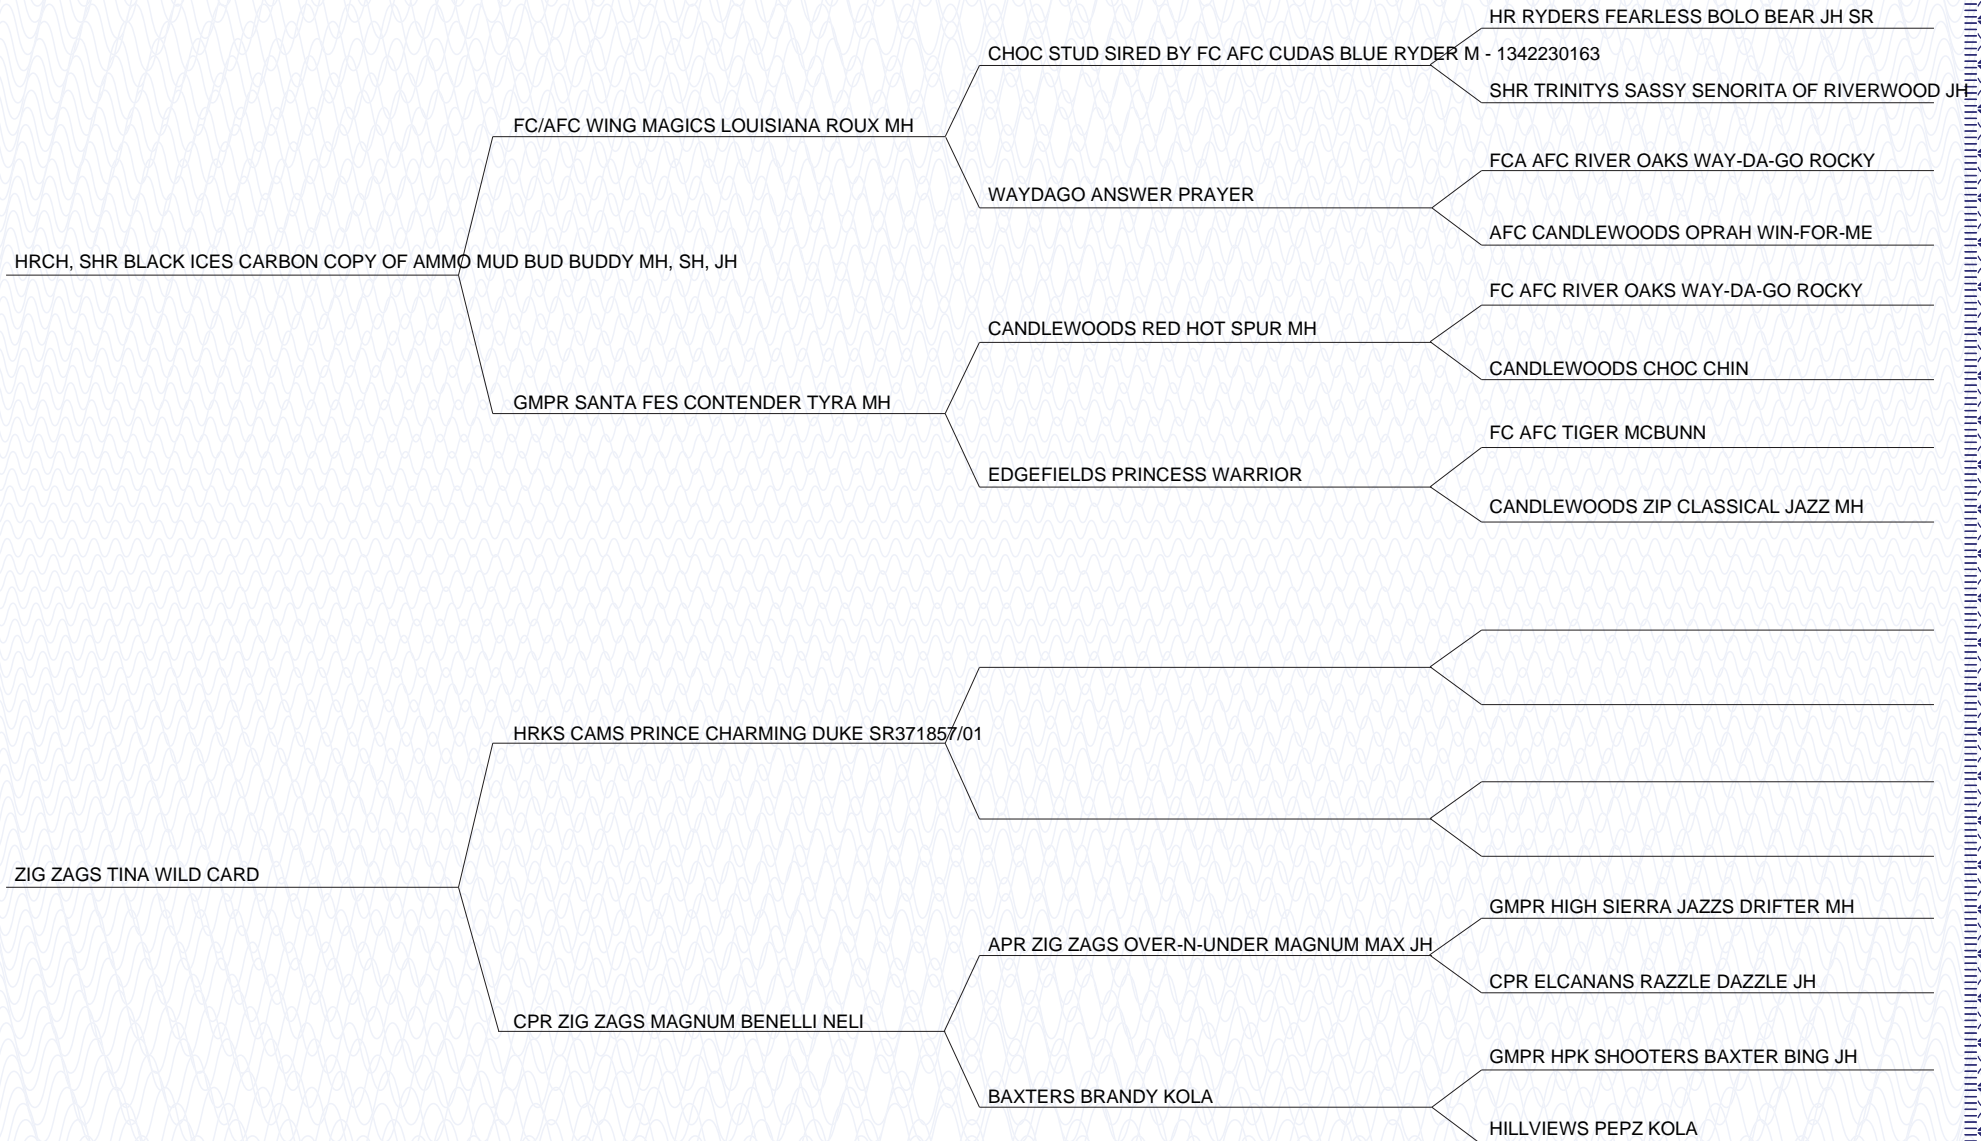 HR RYDERS FEARLESS BOLO BEAR JH SR
CHOC STUD SIRED BY FC AFC CUDAS BLUE RYDER M - 1342230163
SHR TRINITYS SASSY SENORITA OF RIVERWOOD JH
FC/AFC WING MAGICS LOUISIANA ROUX MH
FCA AFC RIVER OAKS WAY-DA-GO ROCKY
WAYDAGO ANSWER PRAYER
AFC CANDLEWOODS OPRAH WIN-FOR-ME
HRCH, SHR BLACK ICES CARBON COPY OF AMMO MUD BUD BUDDY MH, SH, JH
FC AFC RIVER OAKS WAY-DA-GO ROCKY
CANDLEWOODS RED HOT SPUR MH
CANDLEWOODS CHOC CHIN
GMPR SANTA FES CONTENDER TYRA MH
FC AFC TIGER MCBUNN
EDGEFIELDS PRINCESS WARRIOR
CANDLEWOODS ZIP CLASSICAL JAZZ MH
HRKS CAMS PRINCE CHARMING DUKE SR371857/01
ZIG ZAGS TINA WILD CARD
GMPR HIGH SIERRA JAZZS DRIFTER MH
APR ZIG ZAGS OVER-N-UNDER MAGNUM MAX JH
CPR ELCANANS RAZZLE DAZZLE JH
CPR ZIG ZAGS MAGNUM BENELLI NELI
GMPR HPK SHOOTERS BAXTER BING JH
BAXTERS BRANDY KOLA
HILLVIEWS PEPZ KOLA